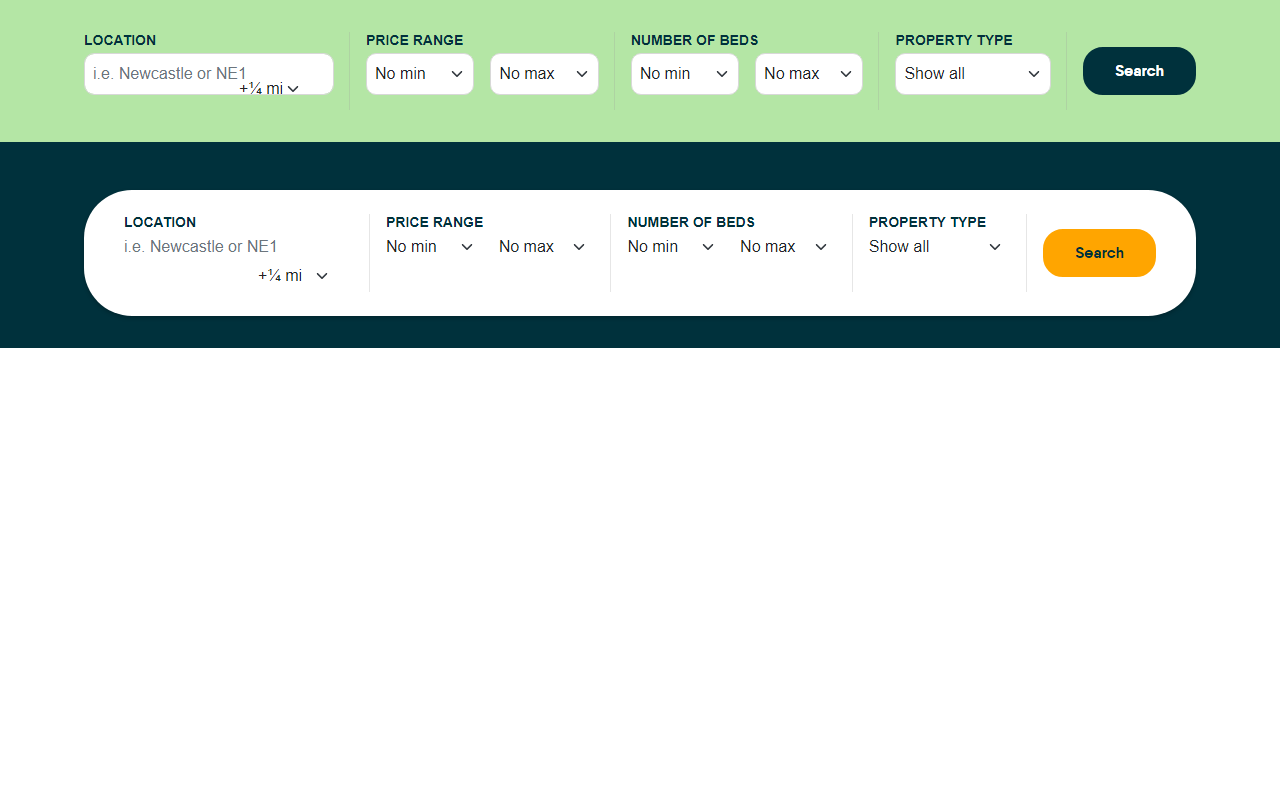 LOCATION PRICE RANGE NUMBER OF BEDS PROPERTY TYPE
i.e. Newcastle or NE1 No min No max No min No max Show all Search
+¼ mi
LOCATION PRICE RANGE NUMBER OF BEDS PROPERTY TYPE
i.e. Newcastle or NE1 No min No max No min No max Show all Search
+¼ mi